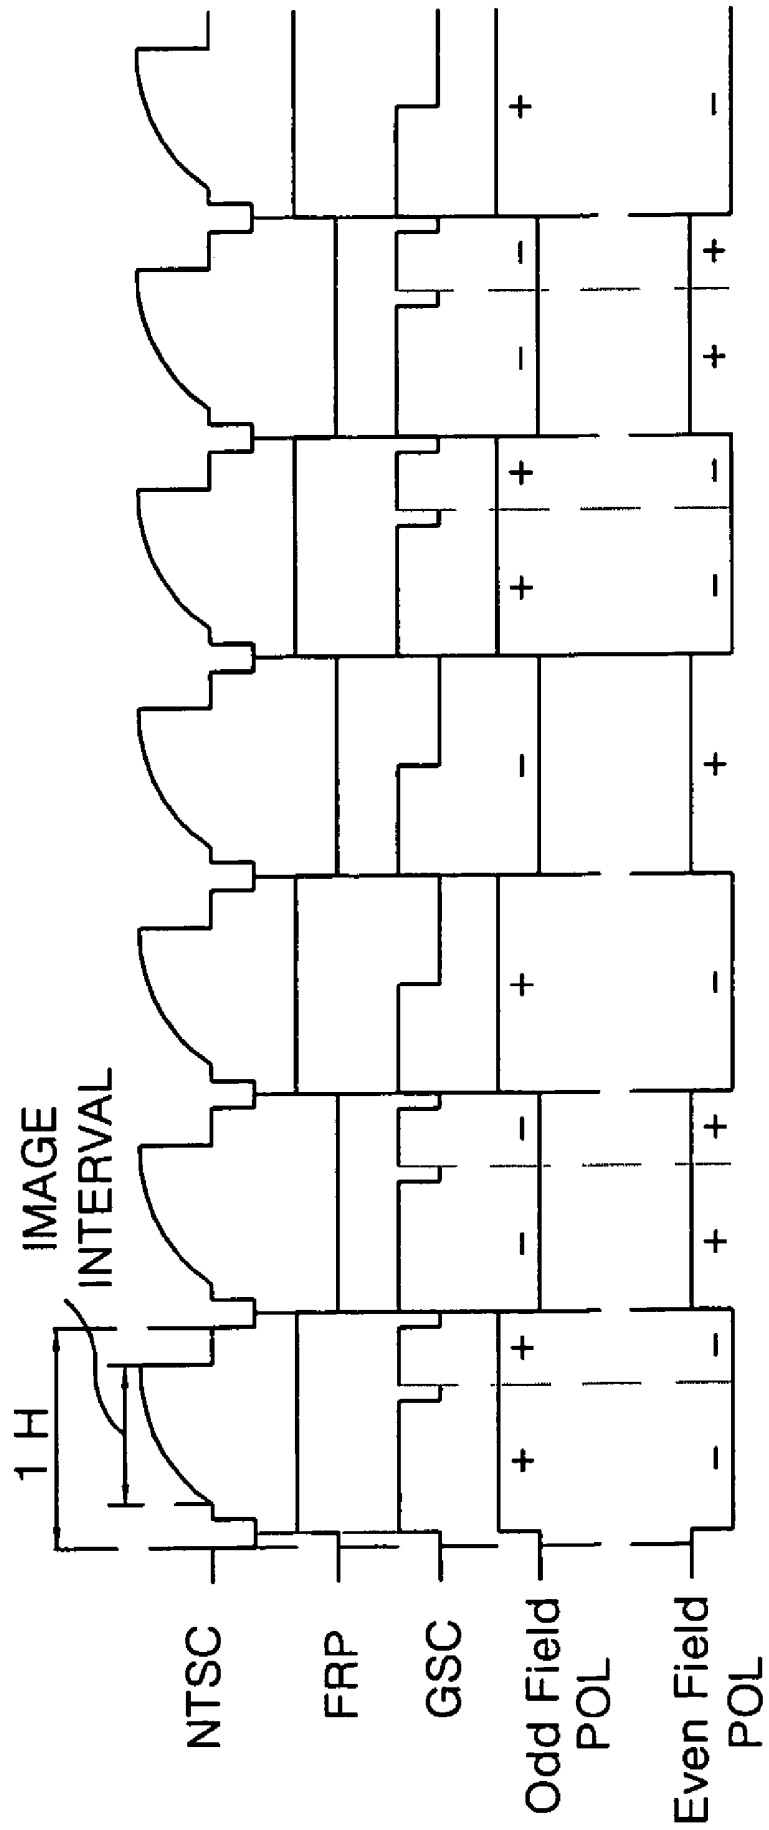 1 H
IMAGE
INTERVAL
NTSC
FRP
GSC
Odd Field
POL
+ + − − + − + + − − +
Even Field
POL
− − + + − + − − + + −